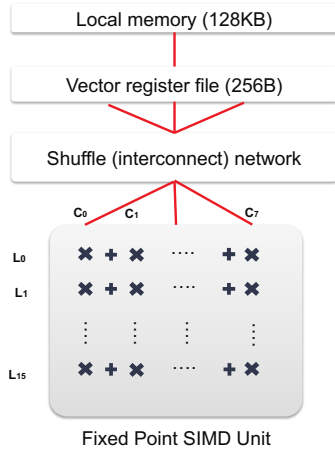 Local memory (128KB)
Vector register file (256B)
Shuffle (interconnect) network
C0 C1 C7
L0
L1
L15
Fixed Point SIMD Unit